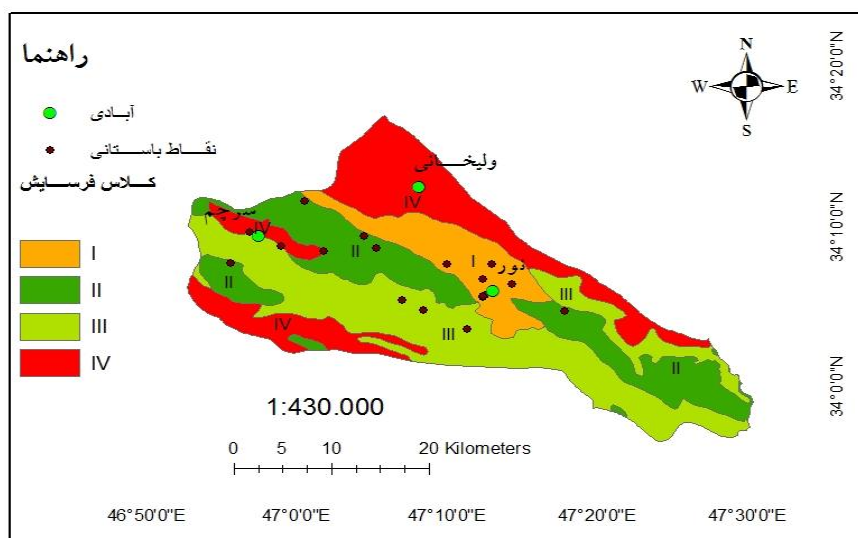 راهنما
آبادی
نقاط باستانی
کلاس فرسایش
I
II
III
IV
N
W E
S
ولیخانی
IV
سرچم
IV
II
I
نور
II
III
IV
III
II
1:430.000
0 5 10 20 Kilometers
46°50'0"E 47°0'0"E 47°10'0"E 47°20'0"E 47°30'0"E
34°20'0"N
34°10'0"N
34°0'0"N